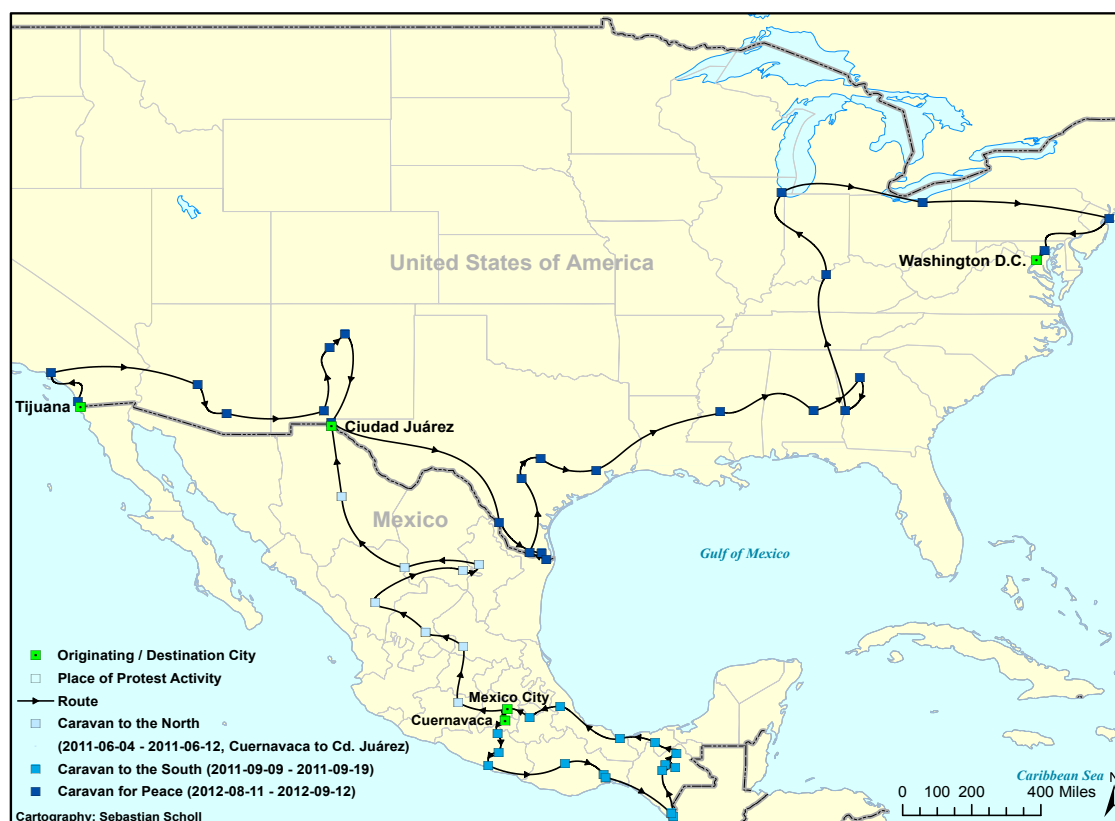 United States of America
Washington D.C.
Tijuana
Ciudad Juárez
Mexico
Gulf of Mexico
Originating / Destination City
Place of Protest Activity
Route
Caravan to the North
(2011-06-04 - 2011-06-12, Cuernavaca to Cd. Juárez)
Caravan to the South (2011-09-09 - 2011-09-19)
Caravan for Peace (2012-08-11 - 2012-09-12)
Cartography: Sebastian Scholl
Mexico City
Cuernavaca
Caribbean Sea
N
0 100 200 400 Miles